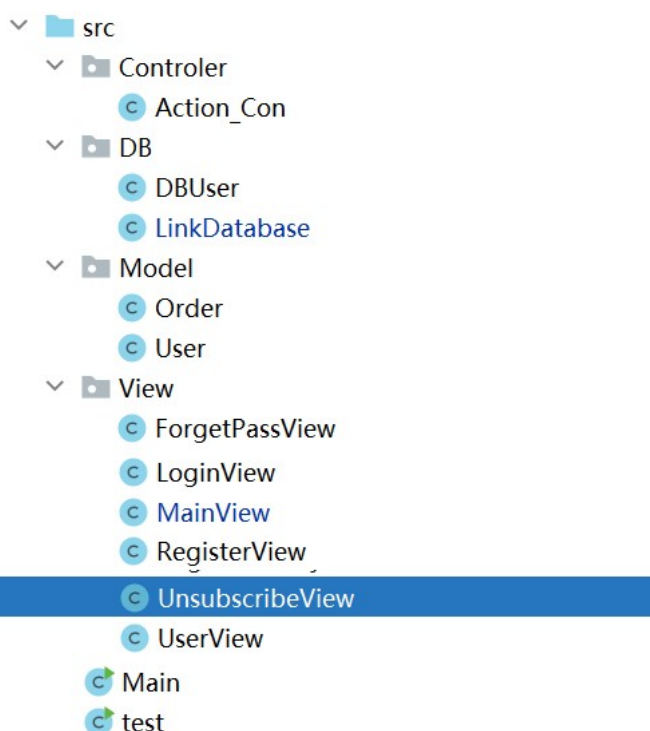 src
Controler
C Action_Con
DB
C DBUser
C LinkDatabase
Model
C Order
C User
View
C ForgetPassView
C LoginView
C MainView
C RegisterView
C UnsubscribeView
C UserView
C Main
C test